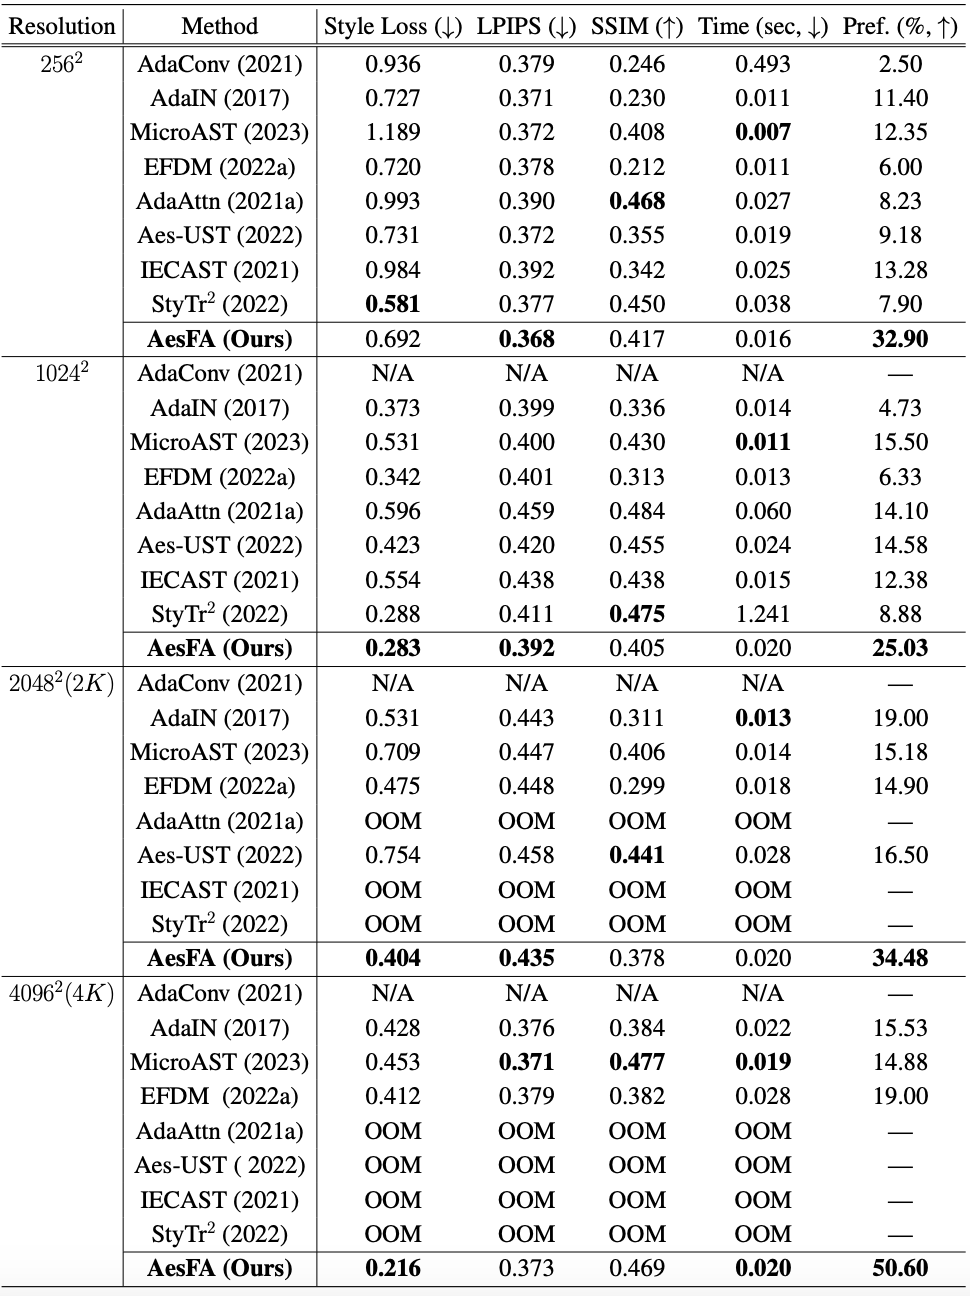 Resolution Method Style Loss (↓) LPIPS (↓) SSIM (↑) Time (sec, ↓) Pref. (%, ↑)
256² AdaConv (2021) 0.936 0.379 0.246 0.493 2.50
AdaIN (2017) 0.727 0.371 0.230 0.011 11.40
MicroAST (2023) 1.189 0.372 0.408 0.007 12.35
EFDM (2022a) 0.720 0.378 0.212 0.011 6.00
AdaAttn (2021a) 0.993 0.390 0.468 0.027 8.23
Aes-UST (2022) 0.731 0.372 0.355 0.019 9.18
IECAST (2021) 0.984 0.392 0.342 0.025 13.28
StyTr² (2022) 0.581 0.377 0.450 0.038 7.90
AesFA (Ours) 0.692 0.368 0.417 0.016 32.90
1024² AdaConv (2021) N/A N/A N/A N/A —
AdaIN (2017) 0.373 0.399 0.336 0.014 4.73
MicroAST (2023) 0.531 0.400 0.430 0.011 15.50
EFDM (2022a) 0.342 0.401 0.313 0.013 6.33
AdaAttn (2021a) 0.596 0.459 0.484 0.060 14.10
Aes-UST (2022) 0.423 0.420 0.455 0.024 14.58
IECAST (2021) 0.554 0.438 0.438 0.015 12.38
StyTr² (2022) 0.288 0.411 0.475 1.241 8.88
AesFA (Ours) 0.283 0.392 0.405 0.020 25.03
2048²(2K) AdaConv (2021) N/A N/A N/A N/A —
AdaIN (2017) 0.531 0.443 0.311 0.013 19.00
MicroAST (2023) 0.709 0.447 0.406 0.014 15.18
EFDM (2022a) 0.475 0.448 0.299 0.018 14.90
AdaAttn (2021a) OOM OOM OOM OOM —
Aes-UST (2022) 0.754 0.458 0.441 0.028 16.50
IECAST (2021) OOM OOM OOM OOM —
StyTr² (2022) OOM OOM OOM OOM —
AesFA (Ours) 0.404 0.435 0.378 0.020 34.48
4096²(4K) AdaConv (2021) N/A N/A N/A N/A —
AdaIN (2017) 0.428 0.376 0.384 0.022 15.53
MicroAST (2023) 0.453 0.371 0.477 0.019 14.88
EFDM (2022a) 0.412 0.379 0.382 0.028 19.00
AdaAttn (2021a) OOM OOM OOM OOM —
Aes-UST ( 2022) OOM OOM OOM OOM —
IECAST (2021) OOM OOM OOM OOM —
StyTr² (2022) OOM OOM OOM OOM —
AesFA (Ours) 0.216 0.373 0.469 0.020 50.60